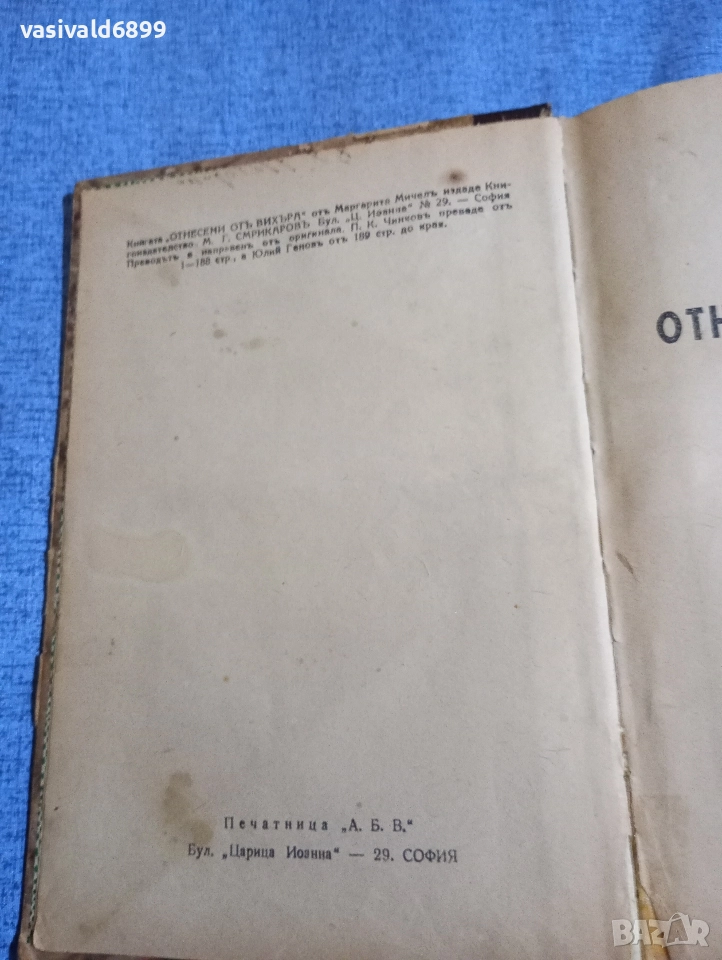 vasivald6899
Книгата „ОТНЕСЕНИ ОТЪ ВИХЪРА“ отъ Маргарита Мичелъ издаде Кни-
гоиздателство М. Г. СМРИКАРОВЪ Бул. „Ц. Иоанна“ № 29. — София
Преводътъ е направенъ отъ оригинала. П. К. Чинковъ преведе отъ
1—188 стр., а Юлий Геновъ отъ 189 стр. до края.
ОТН
Печатница „А. Б. В.“
Бул. „Царица Иоанна“ — 29. СОФИЯ
BAZAR